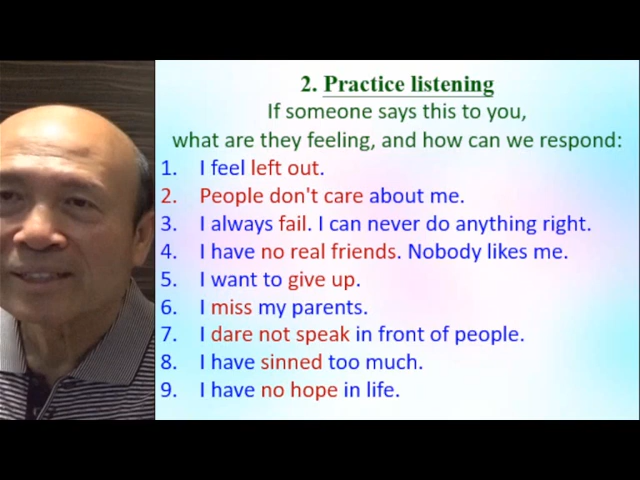 2. Practice listening
If someone says this to you,
what are they feeling, and how can we respond:
1. I feel left out.
2. People don't care about me.
3. I always fail. I can never do anything right.
4. I have no real friends. Nobody likes me.
5. I want to give up.
6. I miss my parents.
7. I dare not speak in front of people.
8. I have sinned too much.
9. I have no hope in life.